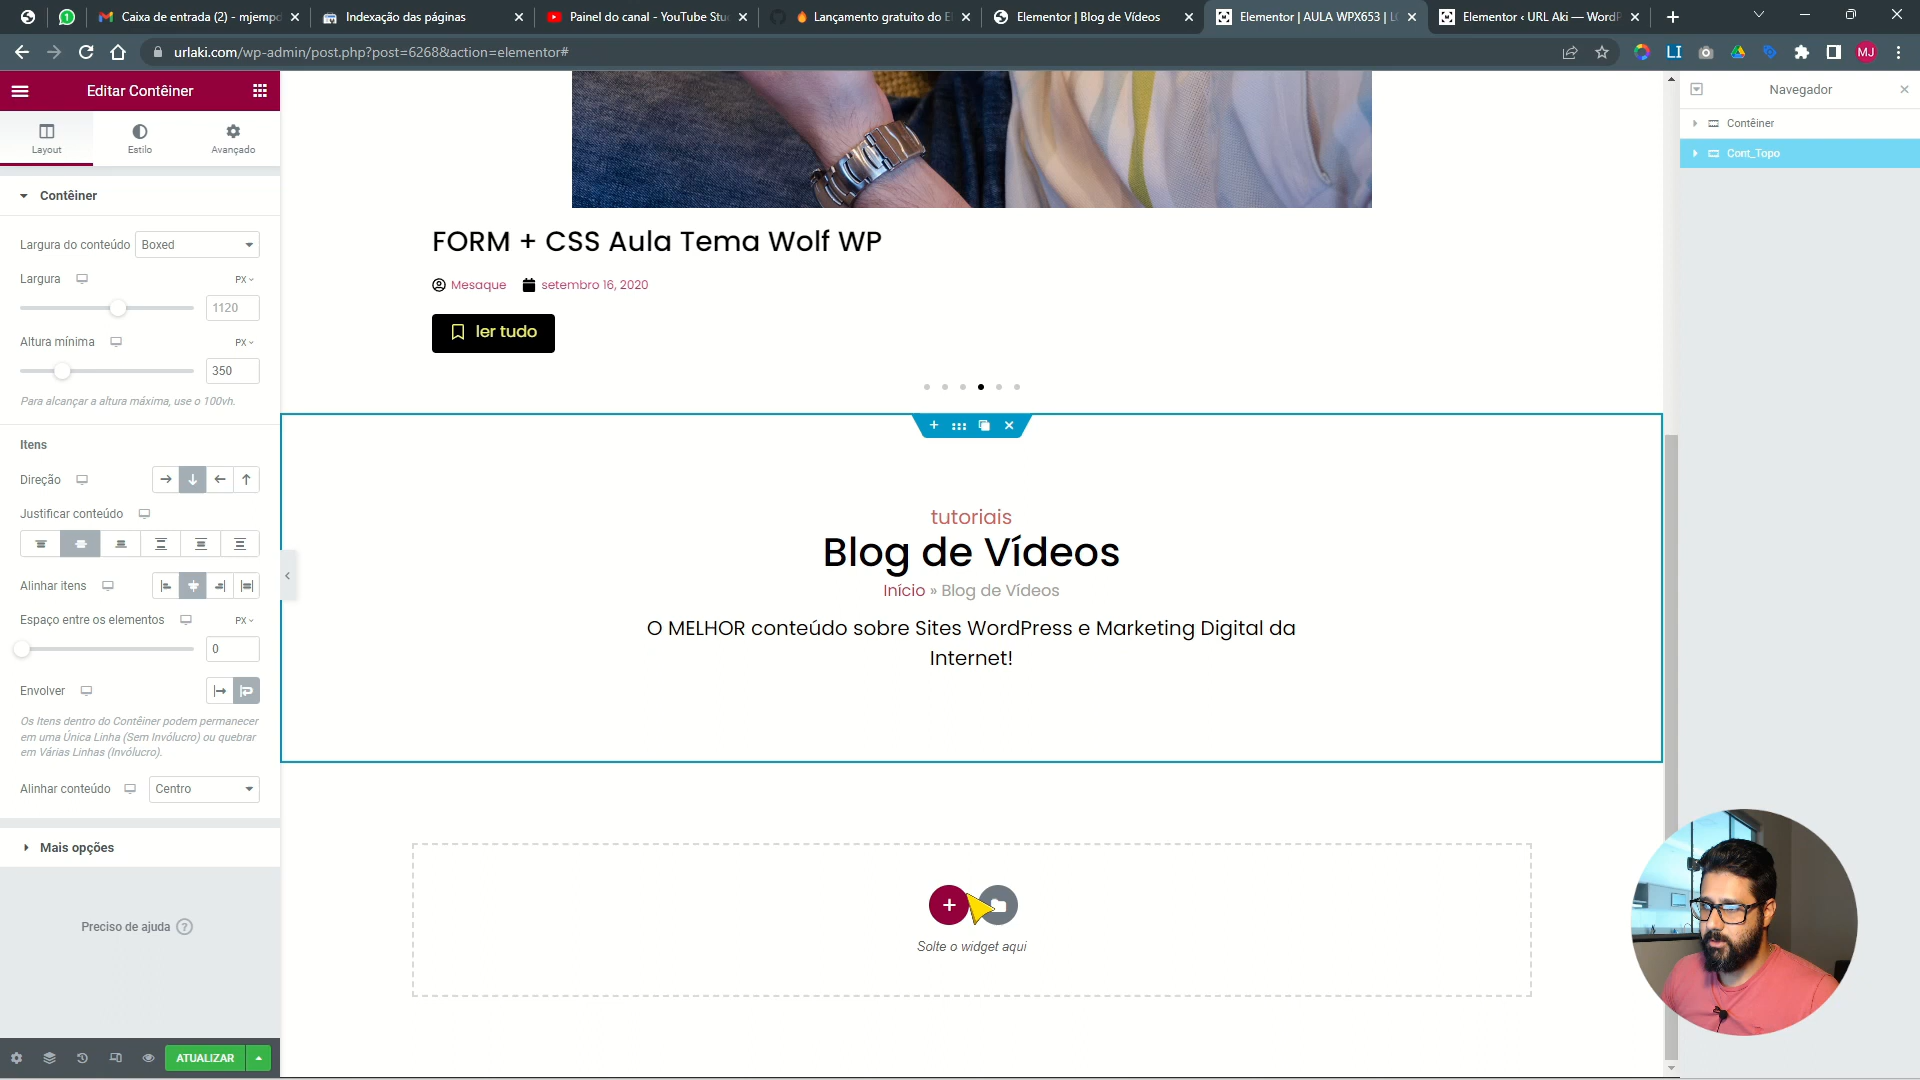 Caixa de entrada (2) - mjempd
Indexação das páginas
Painel do canal - YouTube Stu
Lançamento gratuito do E
Elementor | Blog de Vídeos
Elementor | AULA WPX653 | L
Elementor ‹ URL Aki — WordP
urlaki.com/wp-admin/post.php?post=6268&action=elementor#
LI
MJ
Editar Contêiner
Layout
Estilo
Avançado
Contêiner
Largura do conteúdo
Boxed
Largura
PX
1120
Altura mínima
PX
350
Para alcançar a altura máxima, use o 100vh.
Itens
Direção
Justificar conteúdo
Alinhar itens
Espaço entre os elementos
PX
0
Envolver
Os Itens dentro do Contêiner podem permanecer
em uma Única Linha (Sem Invólucro) ou quebrar
em Várias Linhas (Invólucro).
Alinhar conteúdo
Centro
Mais opções
Preciso de ajuda
ATUALIZAR
FORM + CSS Aula Tema Wolf WP
Mesaque
setembro 16, 2020
ler tudo
tutoriais
Blog de Vídeos
Início » Blog de Vídeos
O MELHOR conteúdo sobre Sites WordPress e Marketing Digital da
Internet!
Solte o widget aqui
Navegador
Contêiner
Cont_Topo